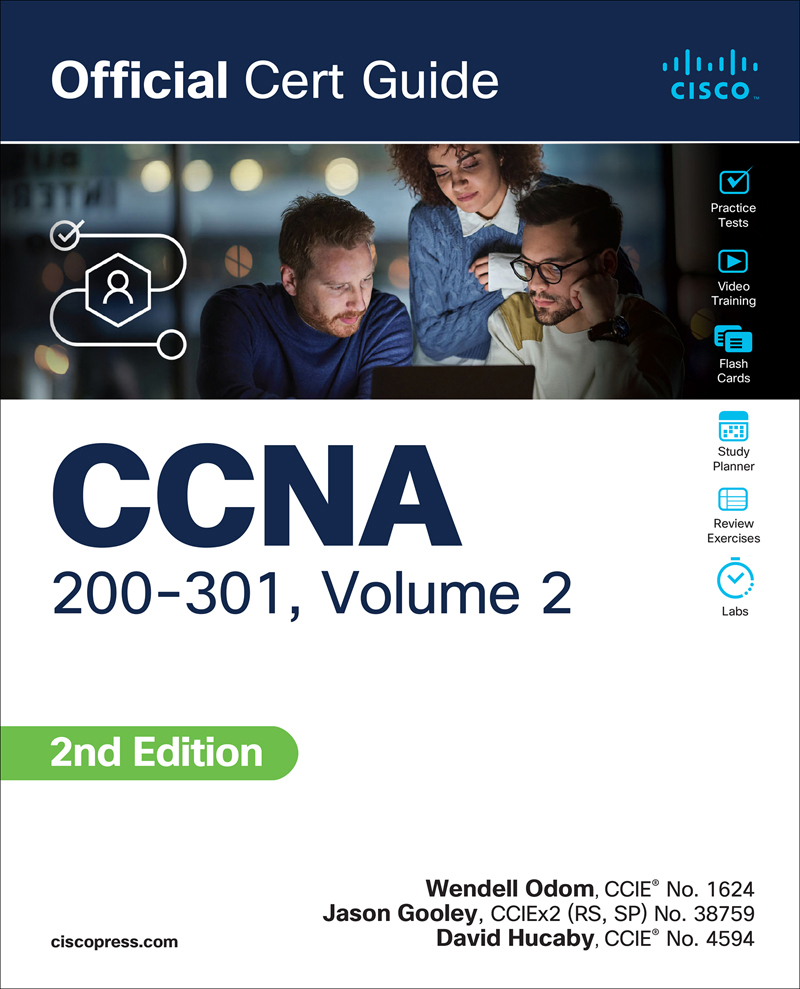 Official Cert Guide
CISCO™
Practice
Tests
Video
Training
Flash
Cards
Study
Planner
Review
Exercises
Labs
CCNA
200-301, Volume 2
2nd Edition
Wendell Odom, CCIE® No. 1624
Jason Gooley, CCIEx2 (RS, SP) No. 38759
David Hucaby, CCIE® No. 4594
ciscopress.com